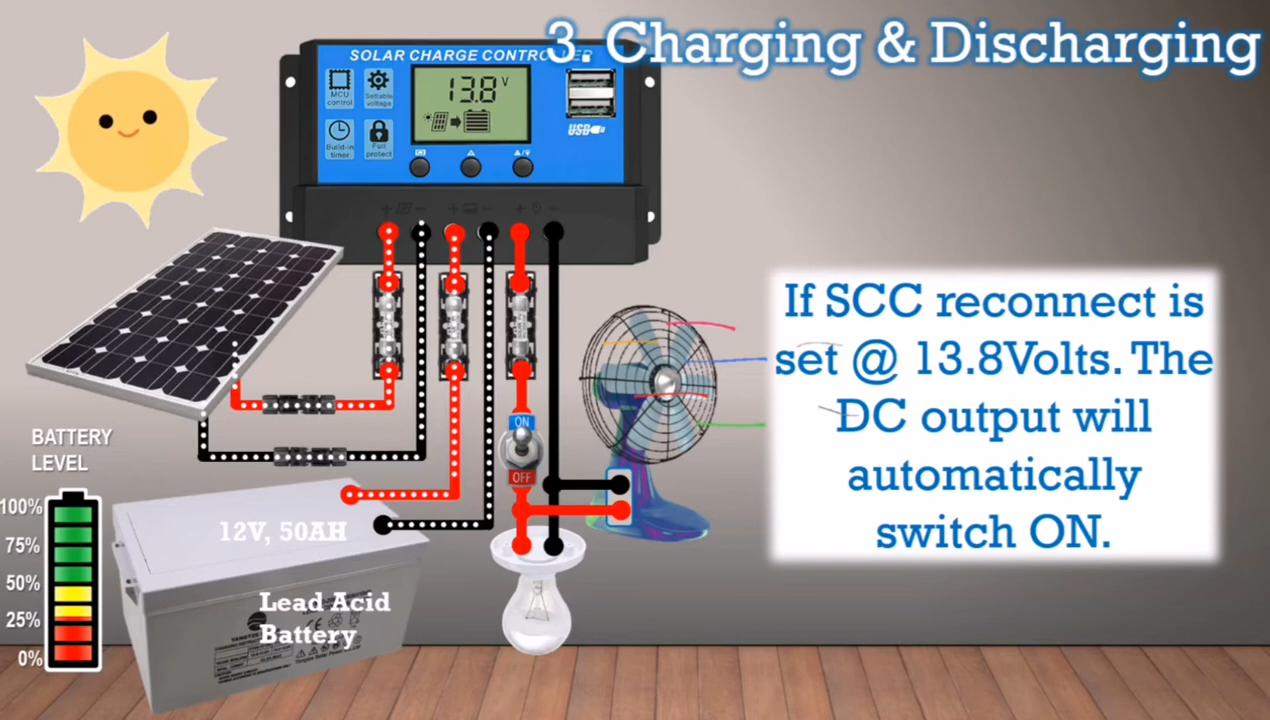 3. Charging & Discharging
SOLAR CHARGE CONTROLLER
MCU
control
Settable
voltage
Build-in
timer
Full
protect
13.8 V
USB
If SCC reconnect is
set @ 13.8Volts. The
DC output will
automatically
switch ON.
ON
OFF
BATTERY
LEVEL
100%
75%
50%
25%
0%
12V, 50AH
Lead Acid
Battery
CE